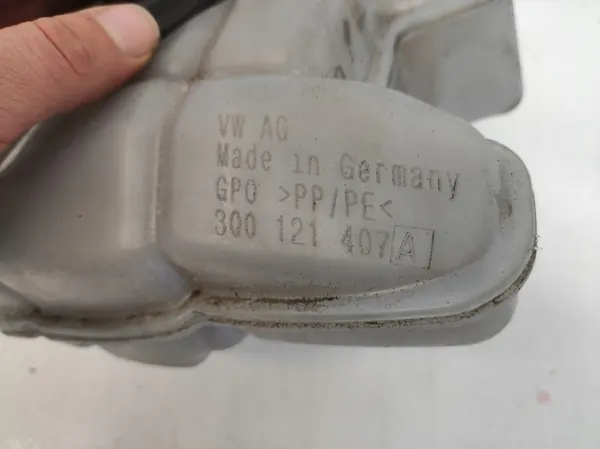 VW AG
Made in Germany
GPO >PP/PE<
3Q0 121 407 A